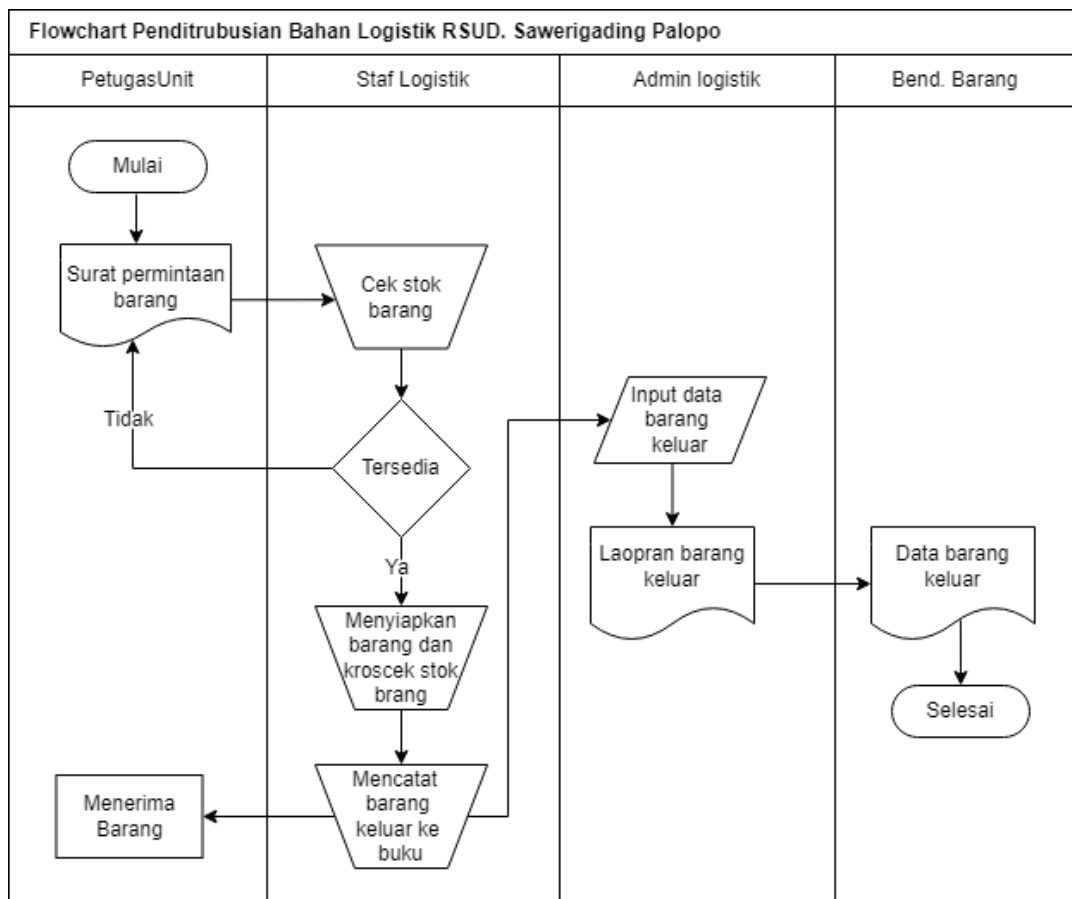 Flowchart Penditrubusian Bahan Logistik RSUD. Sawerigading Palopo
PetugasUnit
Staf Logistik
Admin logistik
Bend. Barang
Mulai
Surat permintaan
barang
Cek stok
barang
Tidak
Tersedia
Ya
Input data
barang
keluar
Laopran barang
keluar
Data barang
keluar
Menyiapkan
barang dan
kroscek stok
brang
Selesai
Menerima
Barang
Mencatat
barang
keluar ke
buku